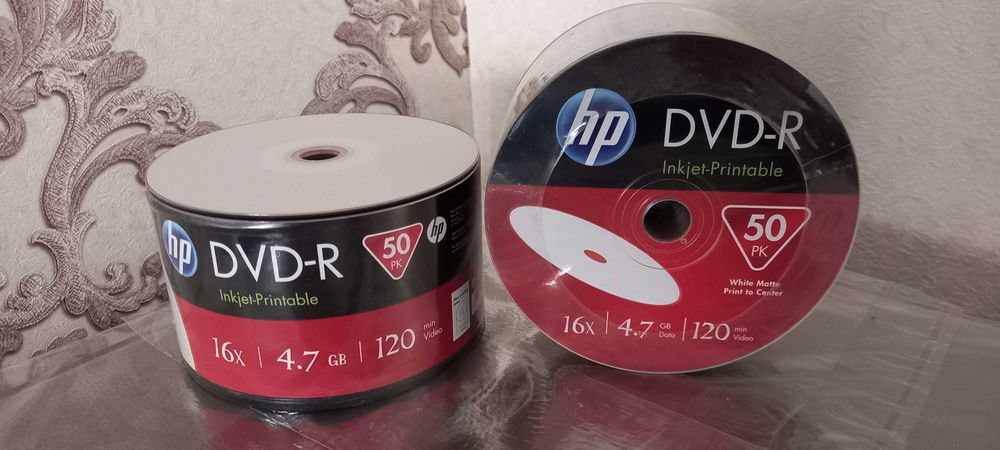 hp
DVD-R
50
PK
hp
Inkjet-Printable
16X | 4.7 GB | 120 min
Video
hp
DVD-R
Inkjet-Printable
50
PK
White Matte
Print to Center
16X | 4.7 GB
Data | 120 min
Video